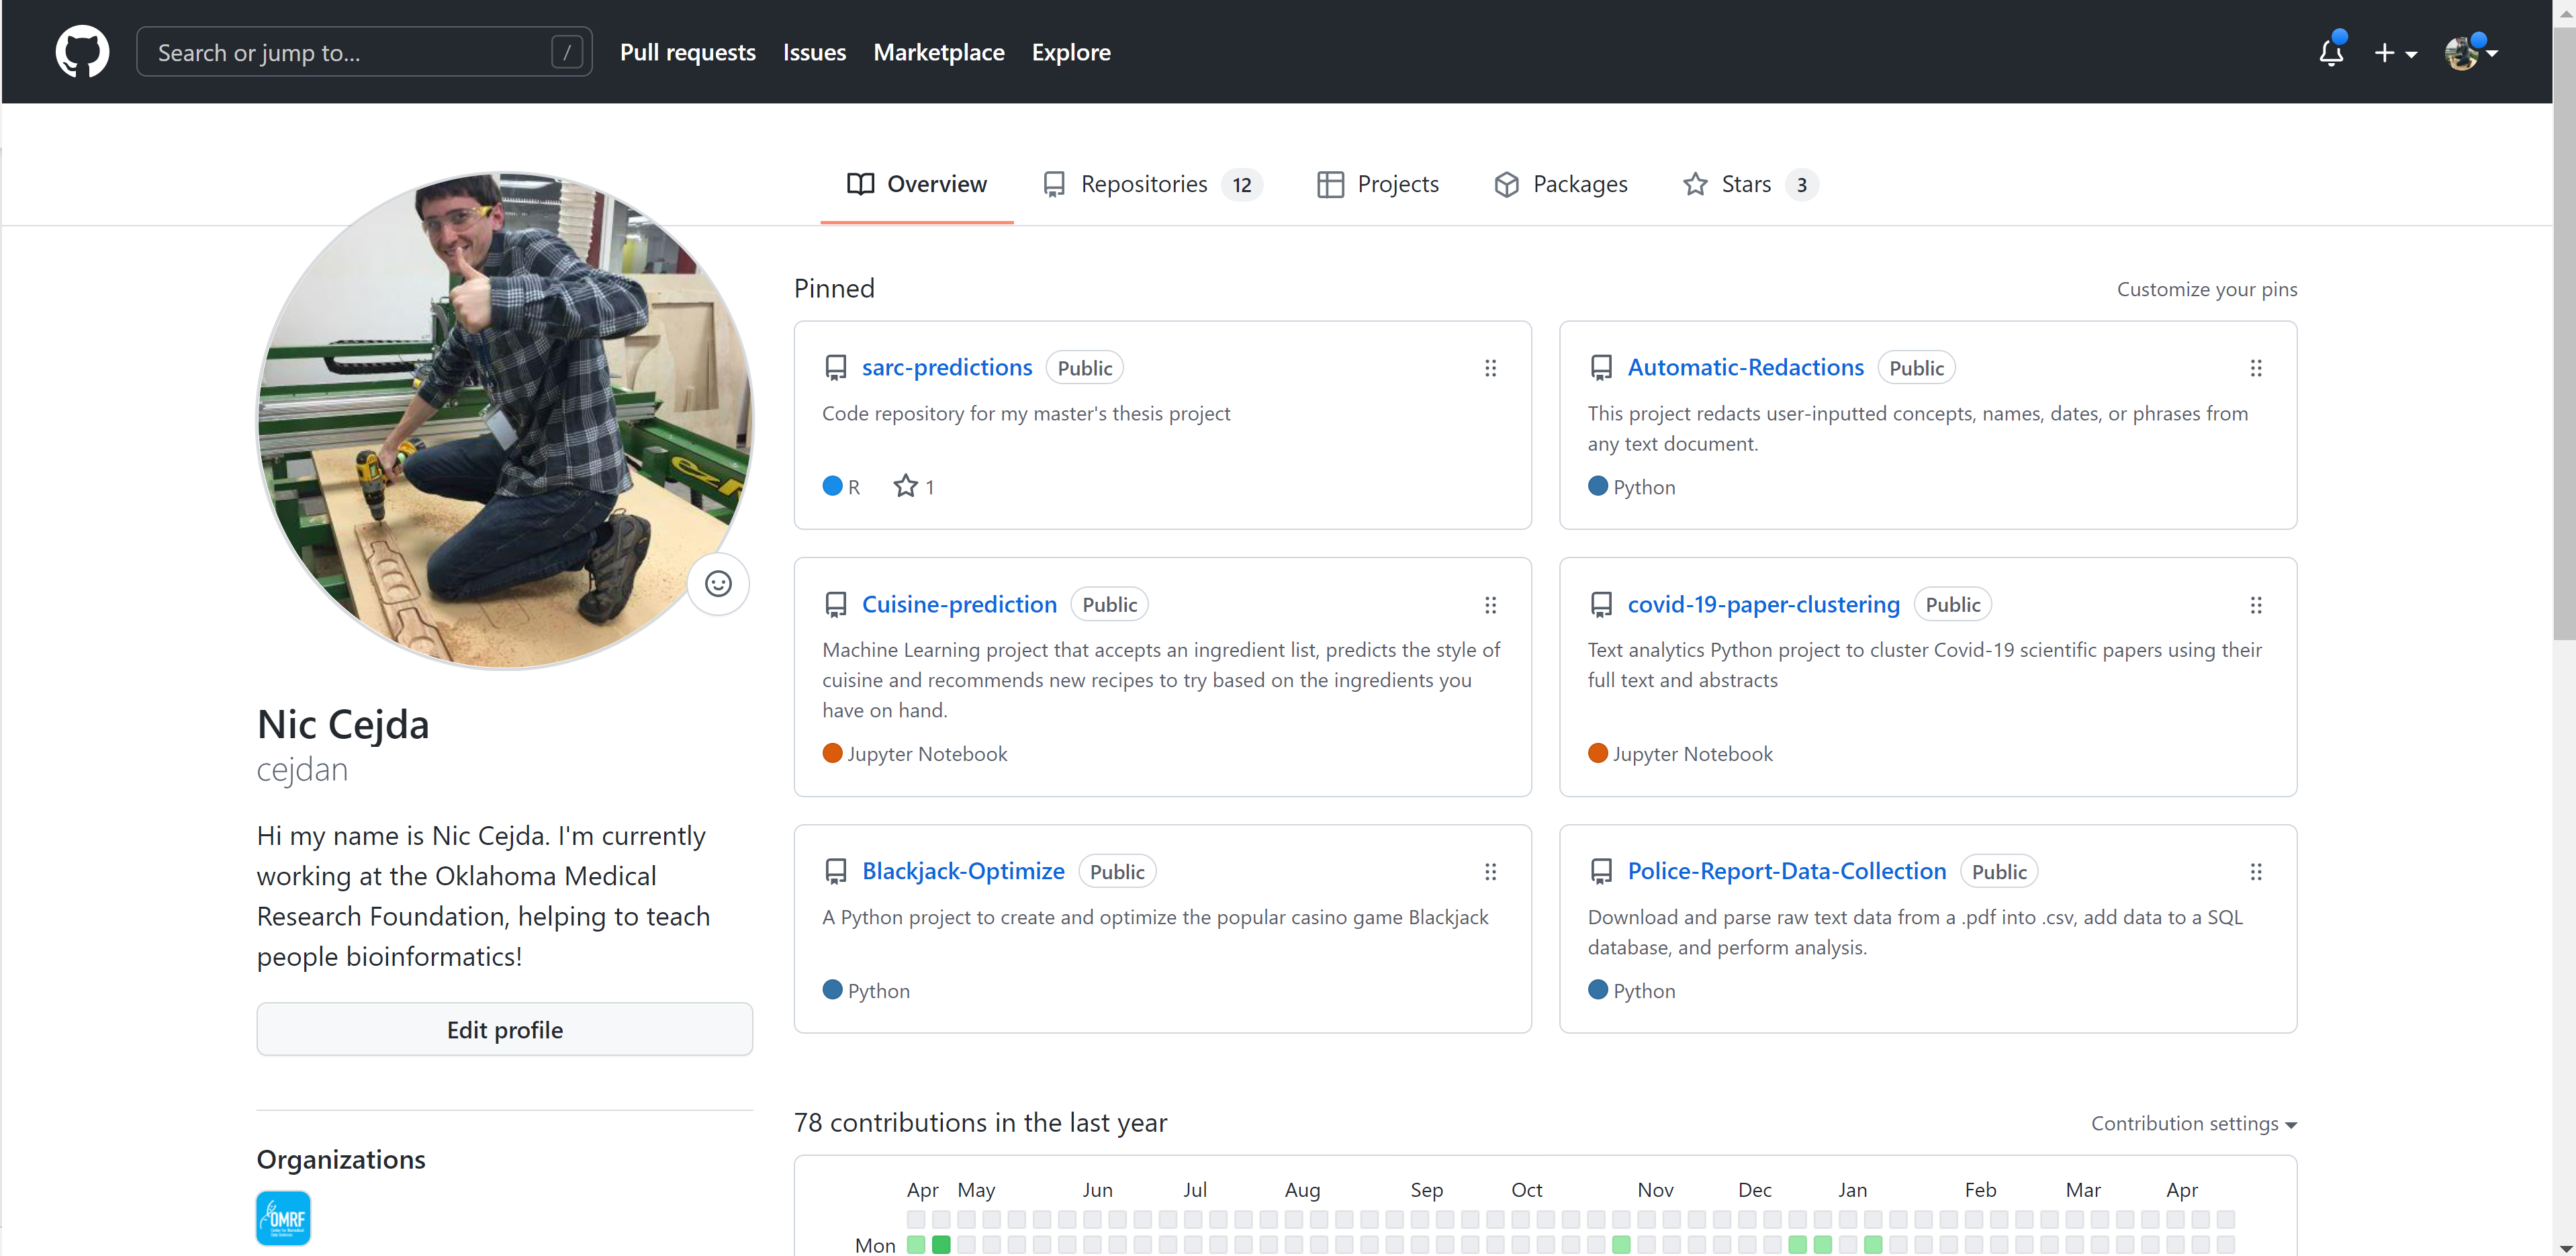 Search or jump to...
/
Pull requests
Issues
Marketplace
Explore
Overview
Repositories 12
Projects
Packages
Stars 3
Pinned
Customize your pins
sarc-predictions Public
Code repository for my master's thesis project
R 1
Automatic-Redactions Public
This project redacts user-inputted concepts, names, dates, or phrases from
any text document.
Python
Cuisine-prediction Public
Machine Learning project that accepts an ingredient list, predicts the style of
cuisine and recommends new recipes to try based on the ingredients you
have on hand.
Jupyter Notebook
covid-19-paper-clustering Public
Text analytics Python project to cluster Covid-19 scientific papers using their
full text and abstracts
Jupyter Notebook
Blackjack-Optimize Public
A Python project to create and optimize the popular casino game Blackjack
Python
Police-Report-Data-Collection Public
Download and parse raw text data from a .pdf into .csv, add data to a SQL
database, and perform analysis.
Python
Nic Cejda
cejdan
Hi my name is Nic Cejda. I'm currently
working at the Oklahoma Medical
Research Foundation, helping to teach
people bioinformatics!
Edit profile
Organizations
OMRF
78 contributions in the last year
Contribution settings
Apr May Jun Jul Aug Sep Oct Nov Dec Jan Feb Mar Apr
Mon